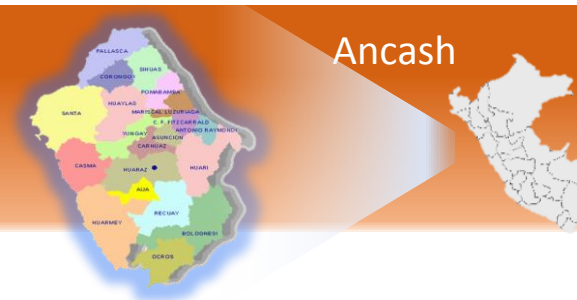 Ancash
PALLASCA
CORONGO
SIHUAS
POMABAMBA
HUAYLAS
MARISCAL LUZURIAGA
SANTA
C. F. FITZCARRALD
ANTONIO RAYMONDI
YUNGAY
ASUNCION
CARHUAZ
CASMA
HUARAZ
HUARI
AIJA
RECUAY
HUARMEY
BOLOGNESI
OCROS